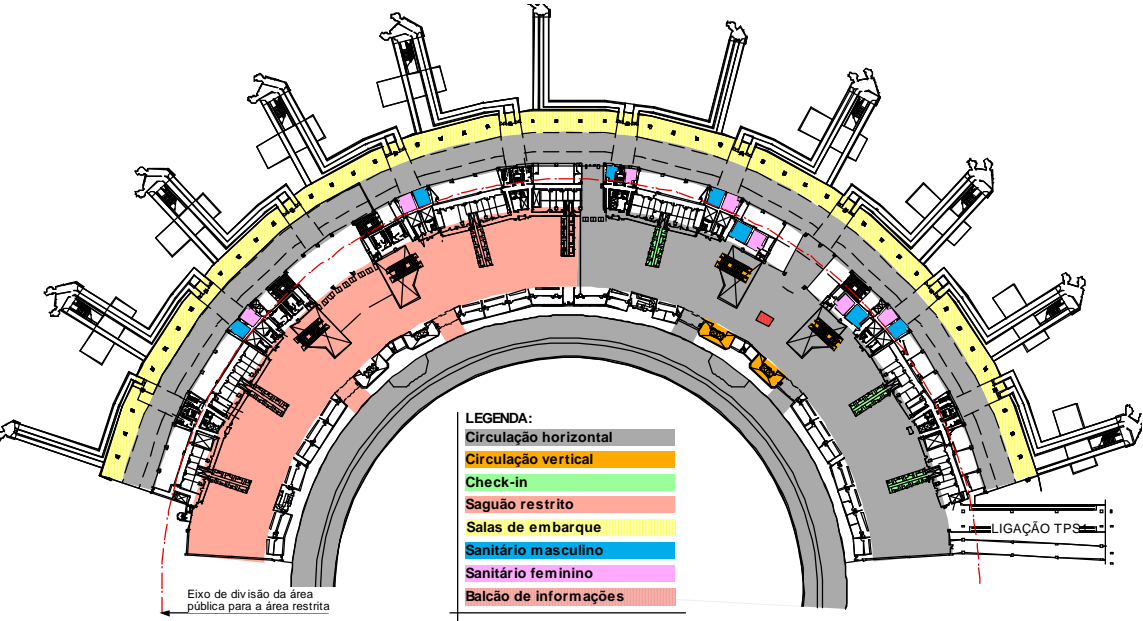 LEGENDA:
Circulação horizontal
Circulação vertical
Check-in
Saguão restrito
Salas de embarque
Sanitário masculino
Sanitário feminino
Balcão de informações
LIGAÇÃO TPS
Eixo de divisão da área
pública para a área restrita